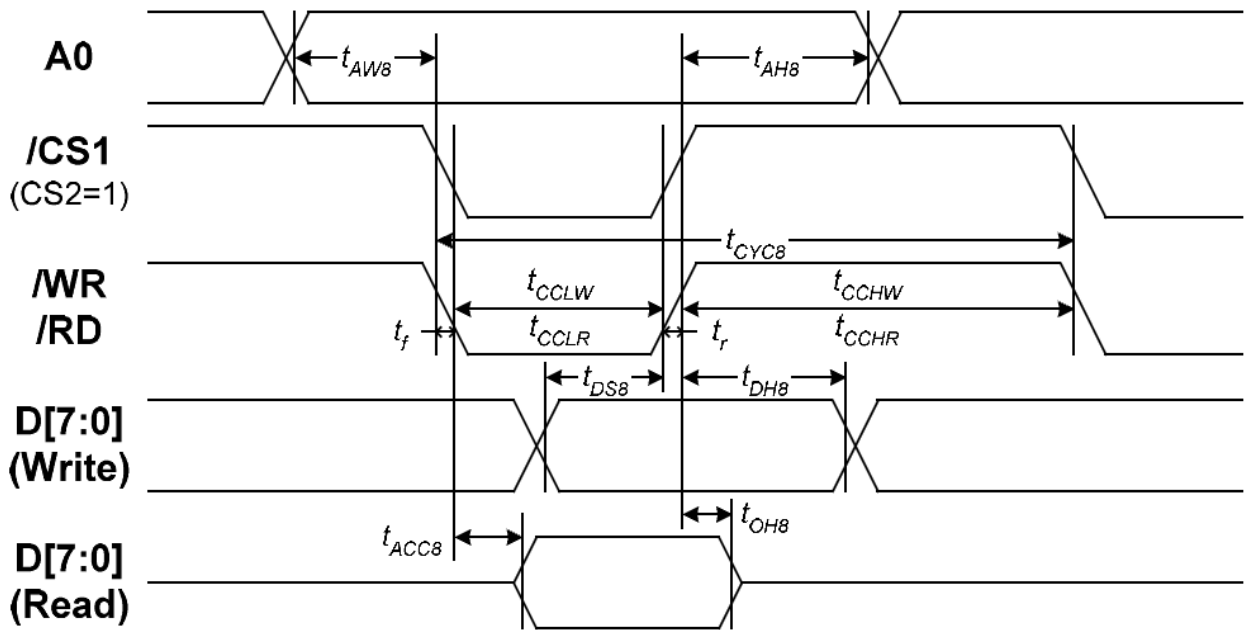 A0
tAW8
tAH8
/CS1
(CS2=1)
tCYC8
/WR
/RD
tCCLW
tCCHW
tf
tCCLR
tr
tCCHR
tDS8
tDH8
D[7:0]
(Write)
tACC8
tOH8
D[7:0]
(Read)